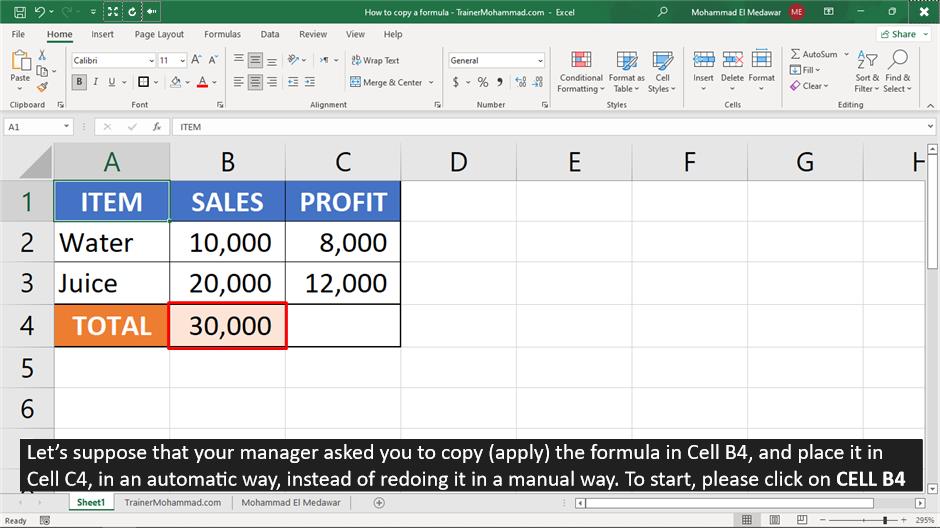 How to copy a formula - TrainerMohammad.com - Excel
Mohammad El Medawar ME
File Home Insert Page Layout Formulas Data Review View Help Share
Paste
Calibri 11
B I U A
Wrap Text
Merge & Center
General
$ % ,
Conditional Formatting
Format as Table
Cell Styles
Insert Delete Format
AutoSum
Fill
Clear
Sort & Filter
Find & Select
Clipboard Font Alignment Number Styles Cells Editing
A1 fx ITEM
A B C D E F G H
1 ITEM SALES PROFIT
2 Water 10,000 8,000
3 Juice 20,000 12,000
4 TOTAL 30,000
5
6
Let's suppose that your manager asked you to copy (apply) the formula in Cell B4, and place it in
Cell C4, in an automatic way, instead of redoing it in a manual way. To start, please click on CELL B4
Sheet1 TrainerMohammad.com Mohammad El Medawar
Ready 295%